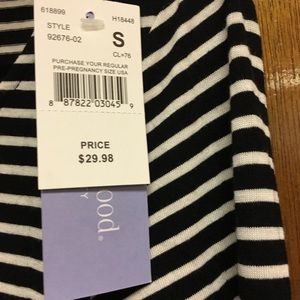 618899 H18448
STYLE
92676-02 S
CL=76
PURCHASE YOUR REGULAR
PRE-PREGNANCY SIZE USA
8 87822 03045 9
PRICE
$29.98
ood®
Y